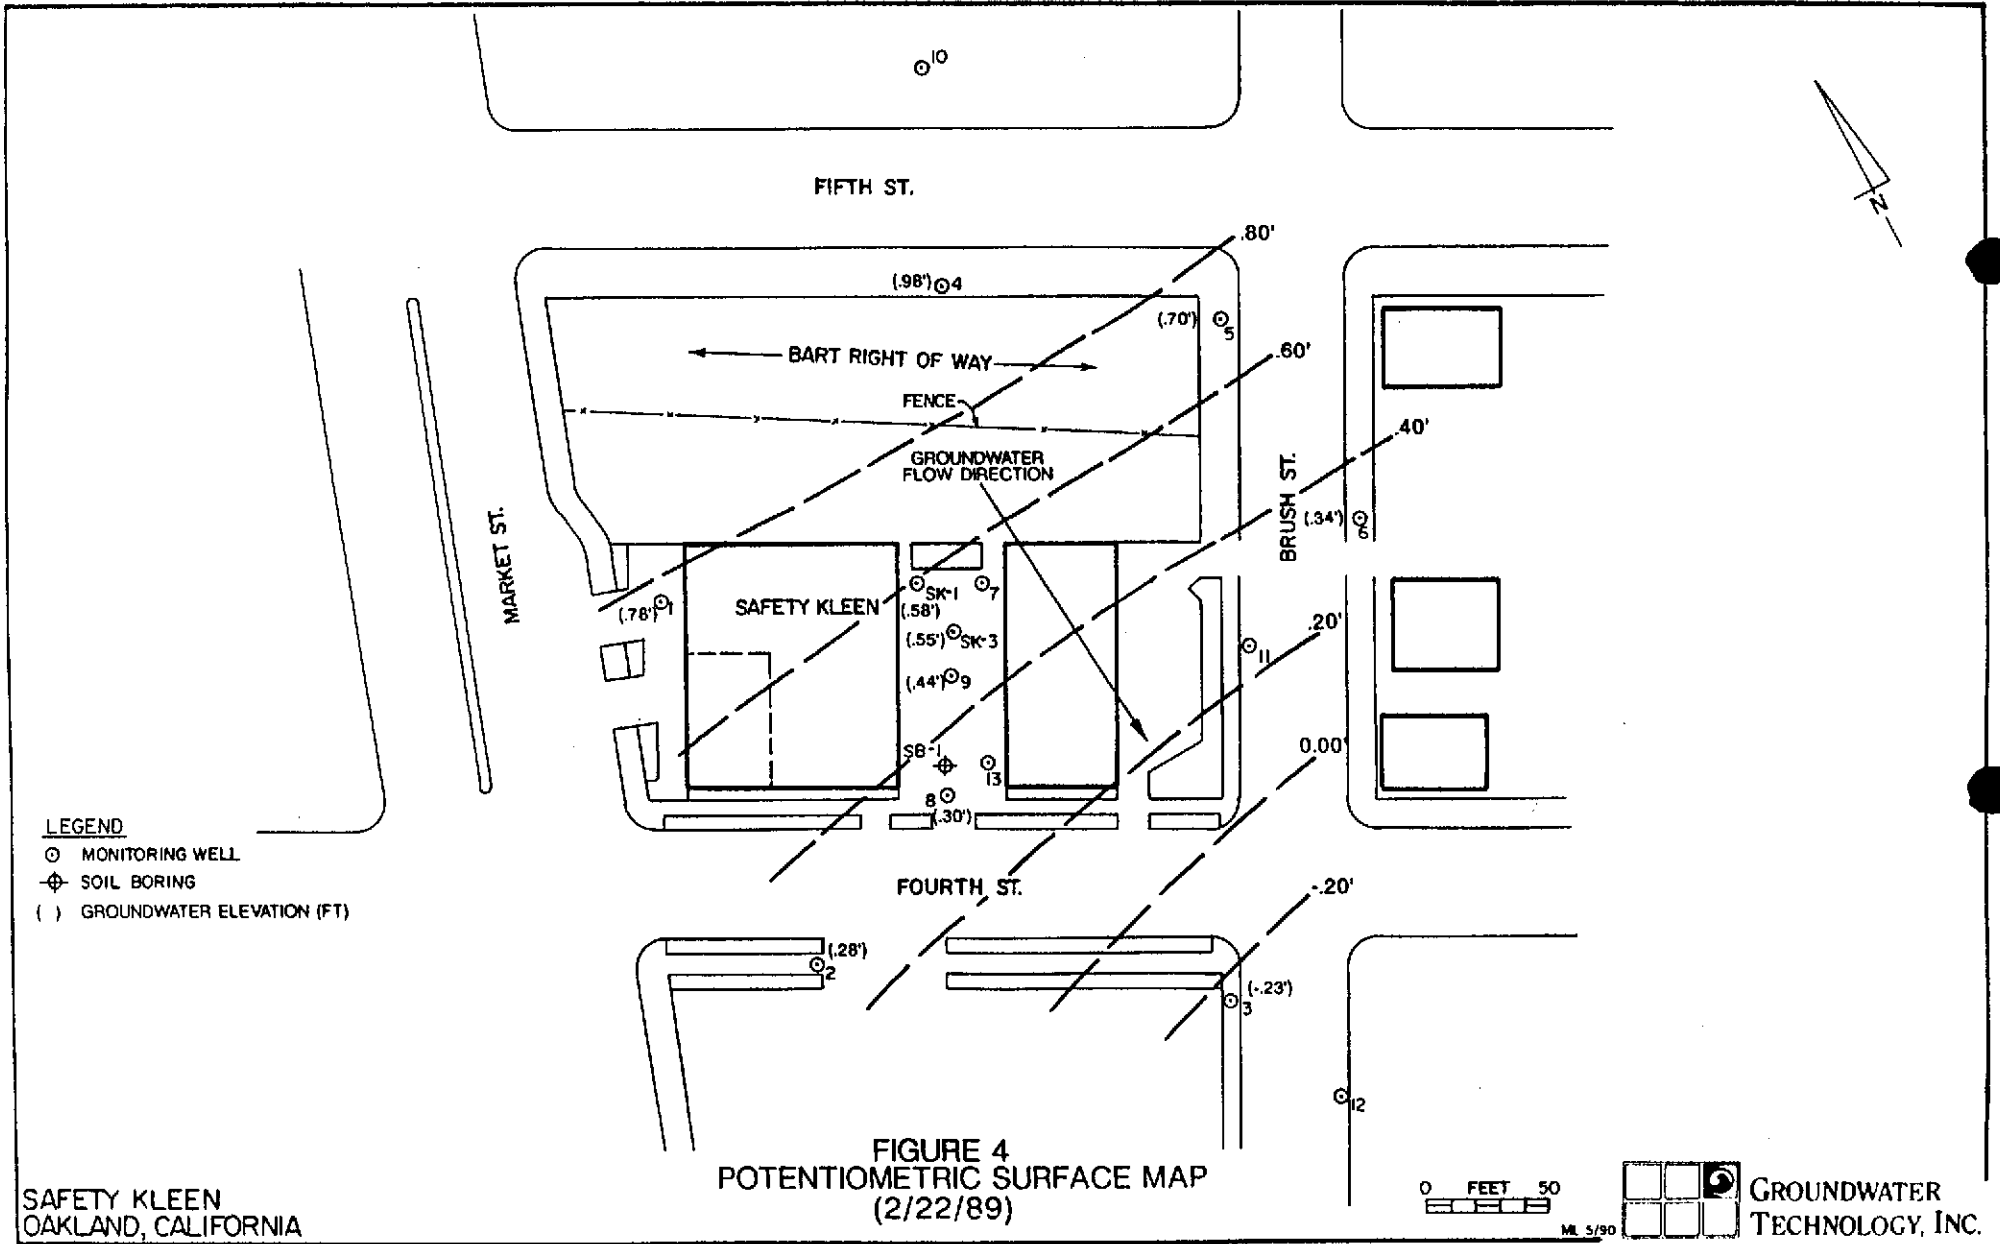 10
FIFTH ST.
.80'
(.98') 4
(.70')
5
BART RIGHT OF WAY
.60'
FENCE
.40'
GROUNDWATER
FLOW DIRECTION
BRUSH ST.
MARKET ST.
(.34')
6
N
SAFETY KLEEN
SK-1
7
(.58')
(.78') 1
(.55') SK-3
.20'
11
(.44') 9
SB-1
0.00'
13
8
(.30')
LEGEND
MONITORING WELL
SOIL BORING
( ) GROUNDWATER ELEVATION (FT)
FOURTH ST.
-.20'
(.28')
2
(-.23')
3
12
FIGURE 4
POTENTIOMETRIC SURFACE MAP
(2/22/89)
SAFETY KLEEN
OAKLAND, CALIFORNIA
0 FEET 50
ML 5/90
GROUNDWATER
TECHNOLOGY, INC.